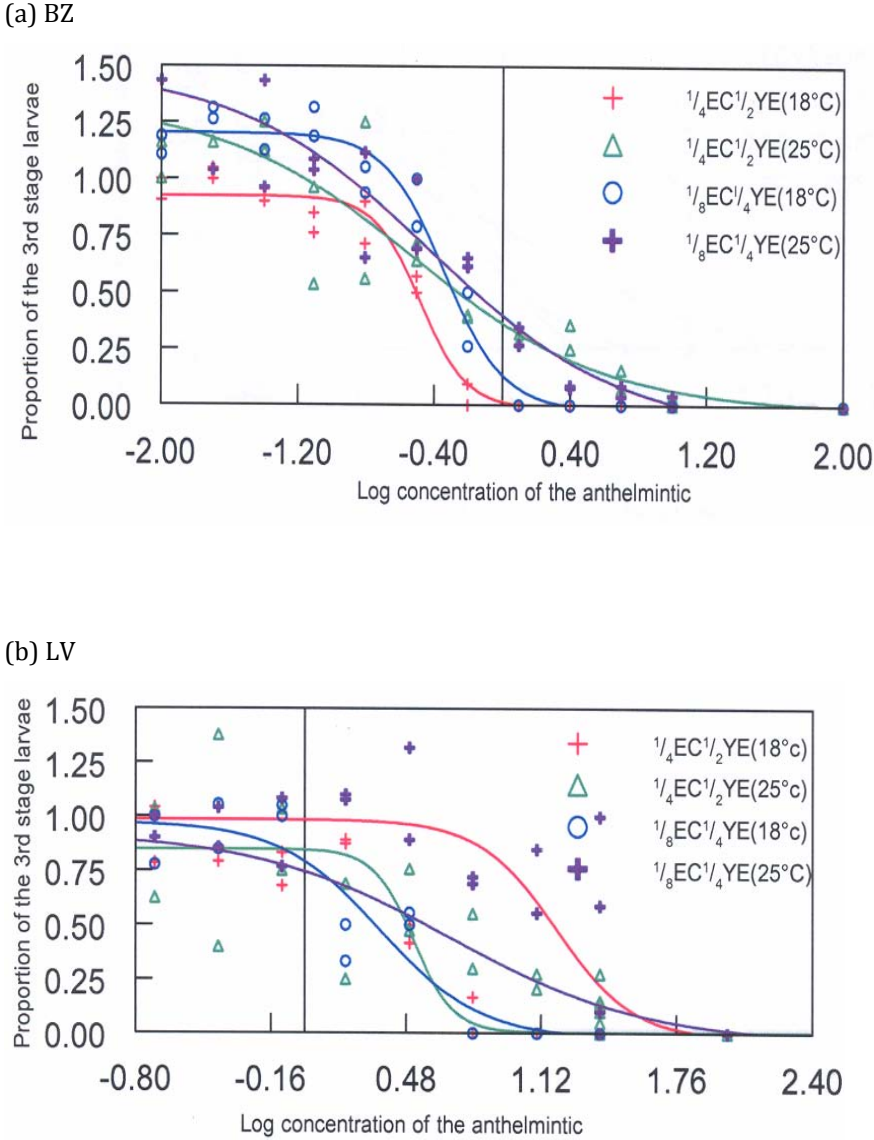 (a) BZ
Proportion of the 3rd stage larvae
1.50
1.25
1.00
0.75
0.50
0.25
0.00
-2.00 -1.20 -0.40 0.40 1.20 2.00
Log concentration of the anthelmintic
1/4EC1/2YE(18°C)
1/4EC1/2YE(25°C)
1/8EC1/4YE(18°C)
1/8EC1/4YE(25°C)
(b) LV
Proportion of the 3rd stage larvae
1.50
1.25
1.00
0.75
0.50
0.25
0.00
-0.80 -0.16 0.48 1.12 1.76 2.40
Log concentration of the anthelmintic
1/4EC1/2YE(18°c)
1/4EC1/2YE(25°c)
1/8EC1/4YE(18°c)
1/8EC1/4YE(25°C)